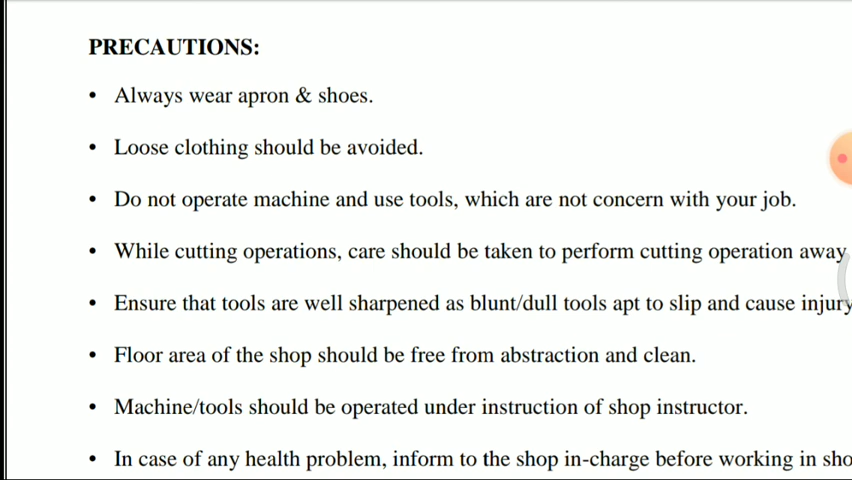 PRECAUTIONS:
• Always wear apron & shoes.
• Loose clothing should be avoided.
• Do not operate machine and use tools, which are not concern with your job.
• While cutting operations, care should be taken to perform cutting operation away
• Ensure that tools are well sharpened as blunt/dull tools apt to slip and cause injury
• Floor area of the shop should be free from abstraction and clean.
• Machine/tools should be operated under instruction of shop instructor.
• In case of any health problem, inform to the shop in-charge before working in